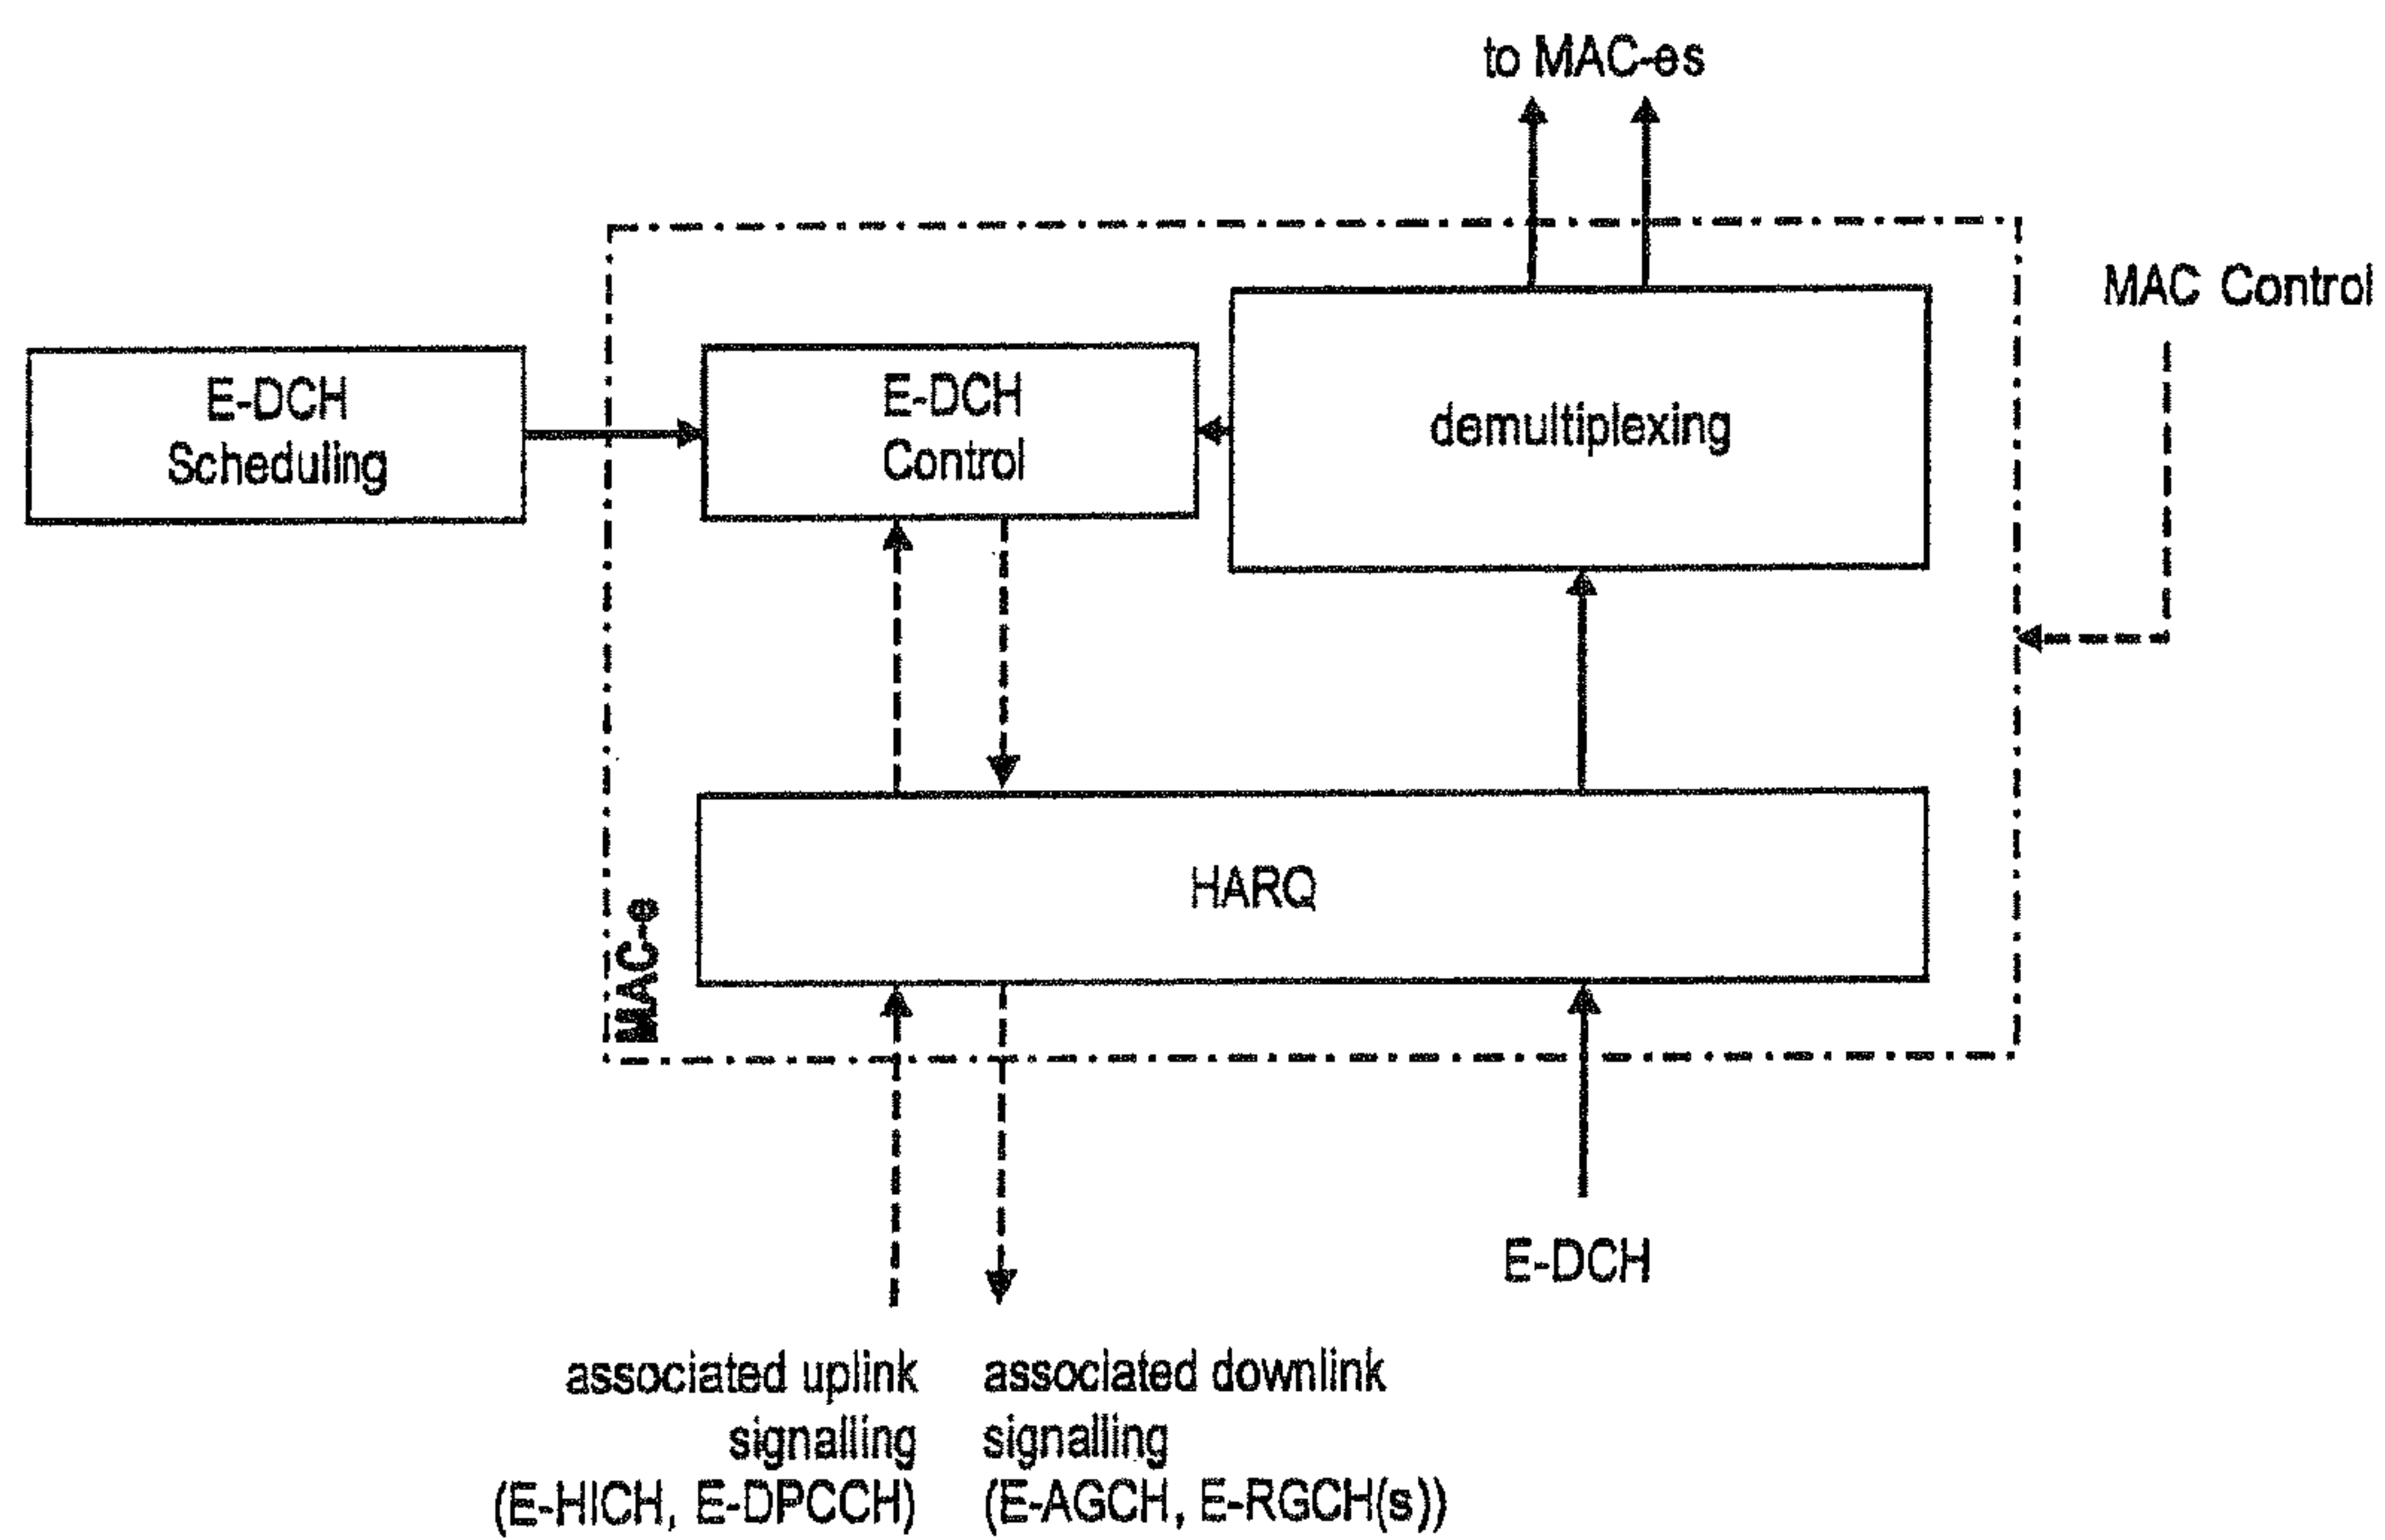 to MAC-es
MAC Control
E-DCH
Scheduling
E-DCH
Control
demultiplexing
HARQ
MAC-e
E-DCH
associated uplink
signalling
(E-HICH, E-DPCCH)
associated downlink
signalling
(E-AGCH, E-RGCH(s))